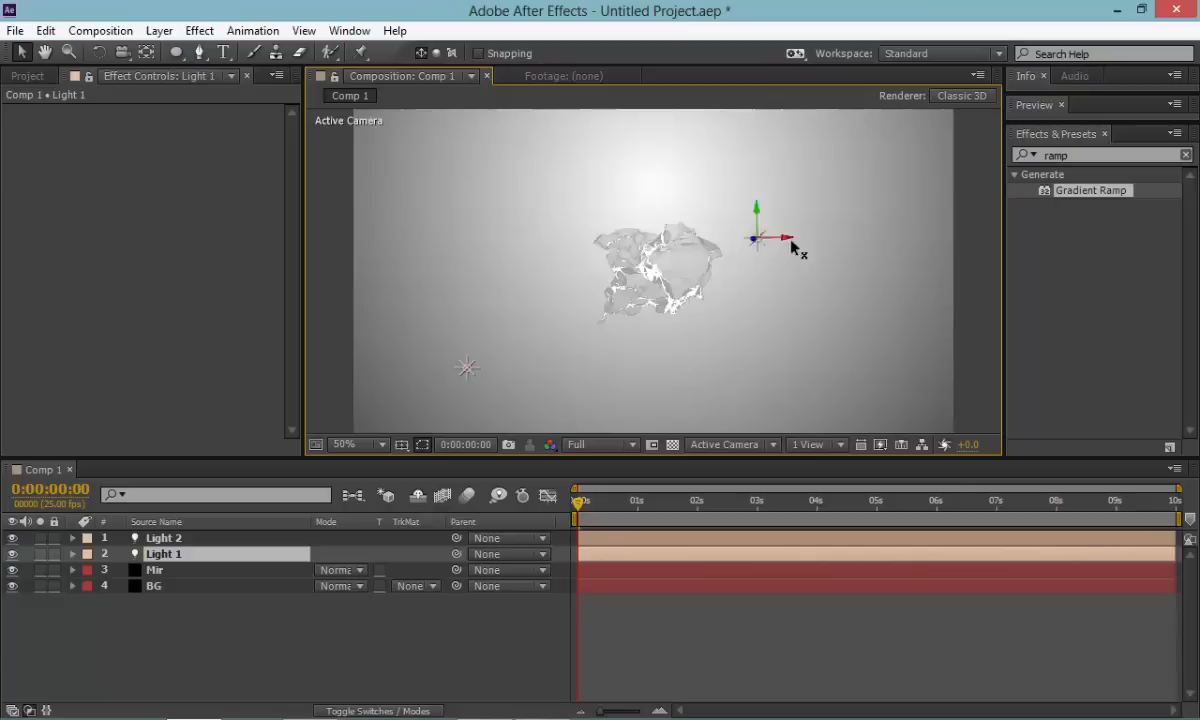 Ae
Adobe After Effects - Untitled Project.aep *
File Edit Composition Layer Effect Animation View Window Help
T Snapping Workspace: Standard Search Help
Project Effect Controls: Light 1 Composition: Comp 1 Footage: (none) Info Audio
Comp 1 • Light 1 Comp 1 Renderer: Classic 3D Preview
Active Camera Effects & Presets
ramp
Generate
Gradient Ramp
x
50% 0:00:00:00 Full Active Camera 1 View +0.0
Comp 1
0:00:00:00
00000 (25.00 fps)
01s 02s 03s 04s 05s 06s 07s 08s 09s 10s
# Source Name Mode T TrkMat Parent
1 Light 2 None
2 Light 1 None
3 Mir Norma None
4 BG Norma None None
Toggle Switches / Modes